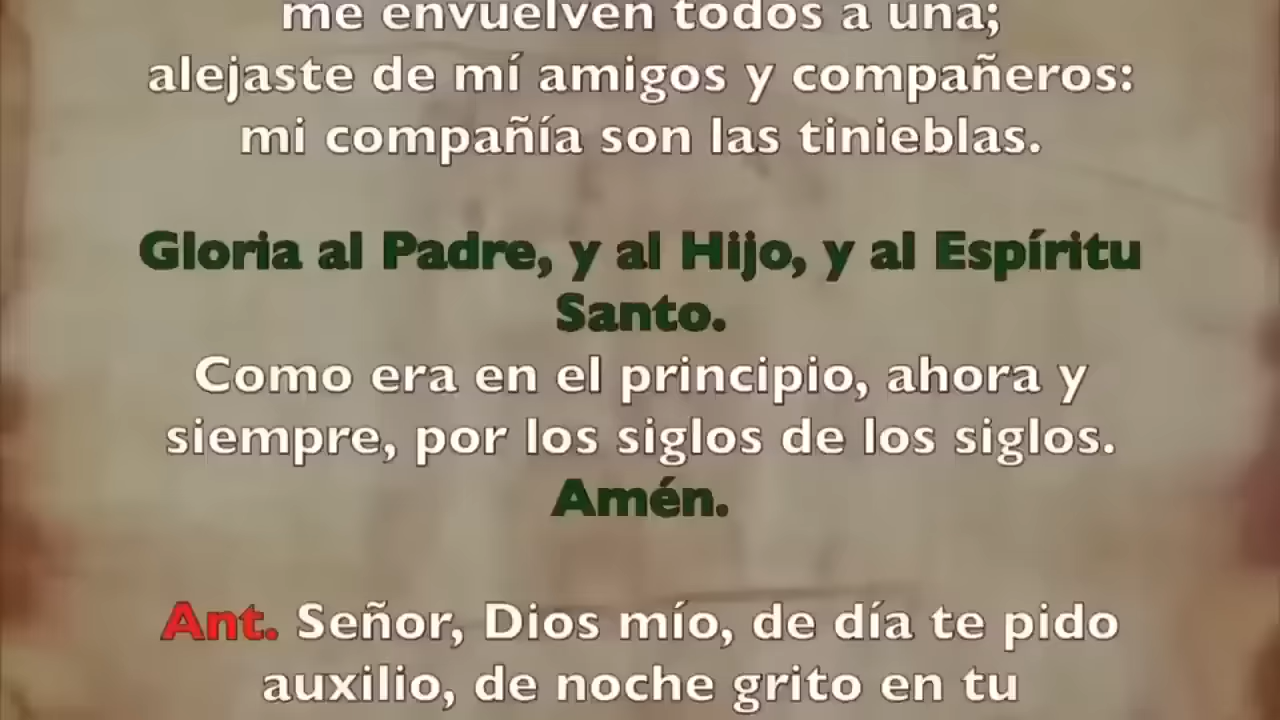 me envuelven todos a una;
alejaste de mí amigos y compañeros:
mi compañía son las tinieblas.
Gloria al Padre, y al Hijo, y al Espíritu
Santo.
Como era en el principio, ahora y
siempre, por los siglos de los siglos.
Amén.
Ant. Señor, Dios mío, de día te pido
auxilio, de noche grito en tu